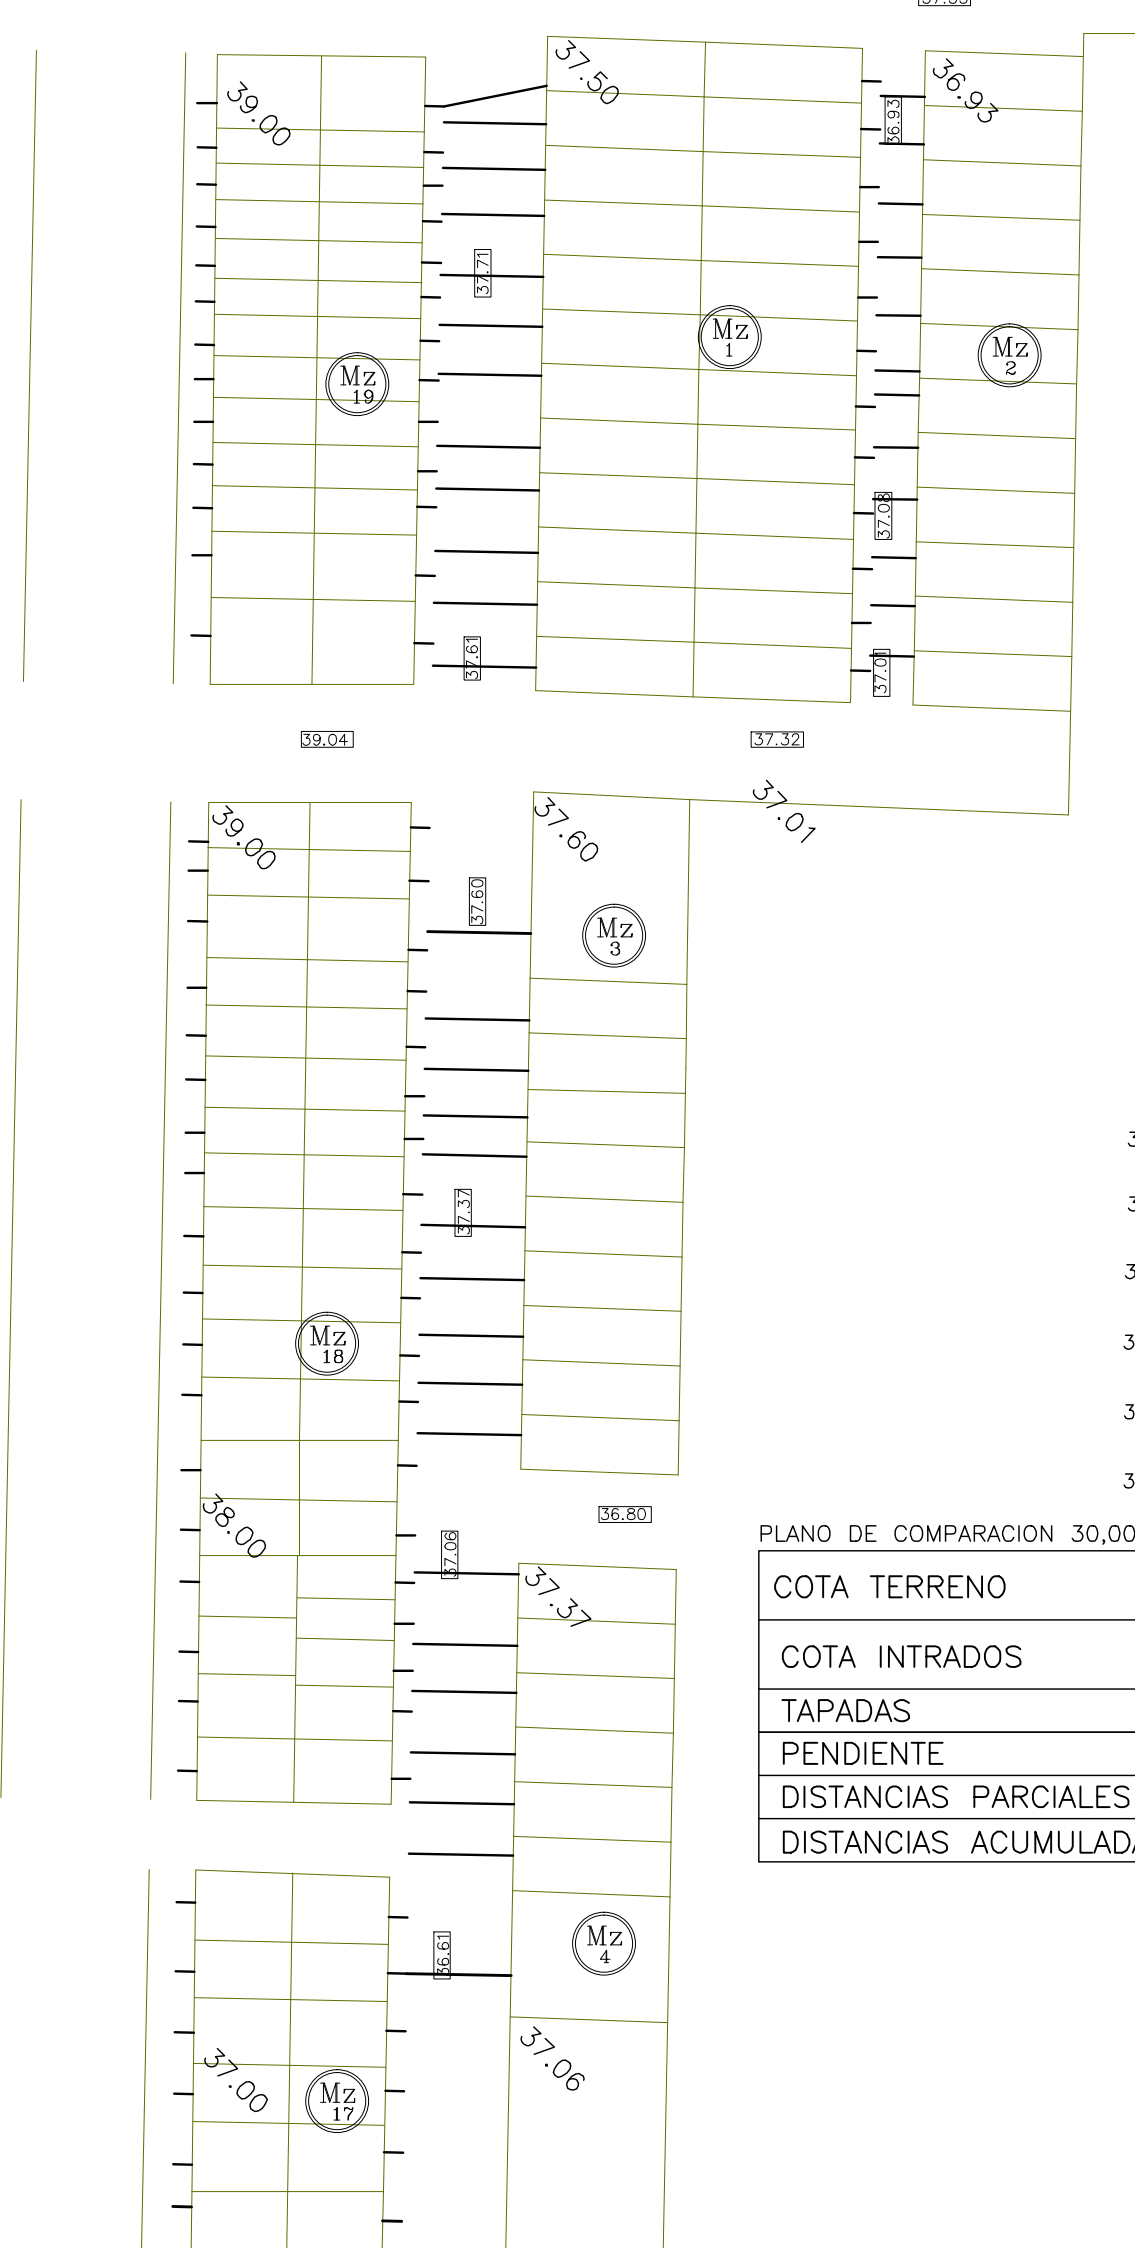 39.00
37.50
36.93
36.93
37.71
Mz
1
Mz
2
Mz
19
37.08
37.61
37.01
39.04
37.32
39.00
37.60
37.01
37.60
Mz
3
37.37
Mz
18
38.00
36.80
37.06
PLANO DE COMPARACION 30,00
37.37
COTA TERRENO
COTA INTRADOS
TAPADAS
PENDIENTE
DISTANCIAS PARCIALES
DISTANCIAS ACUMULADA
36.61
Mz
4
37.06
37.00
Mz
17